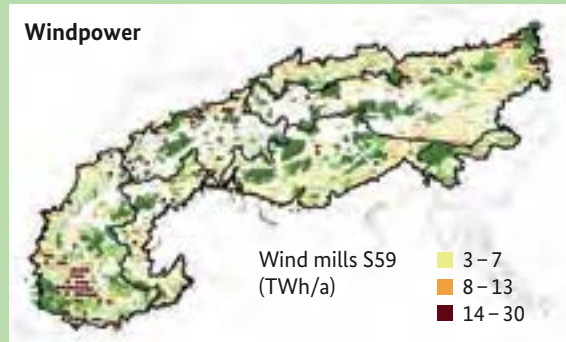 Windpower
Wind mills S59
(TWh/a)
3 – 7
8 – 13
14 – 30